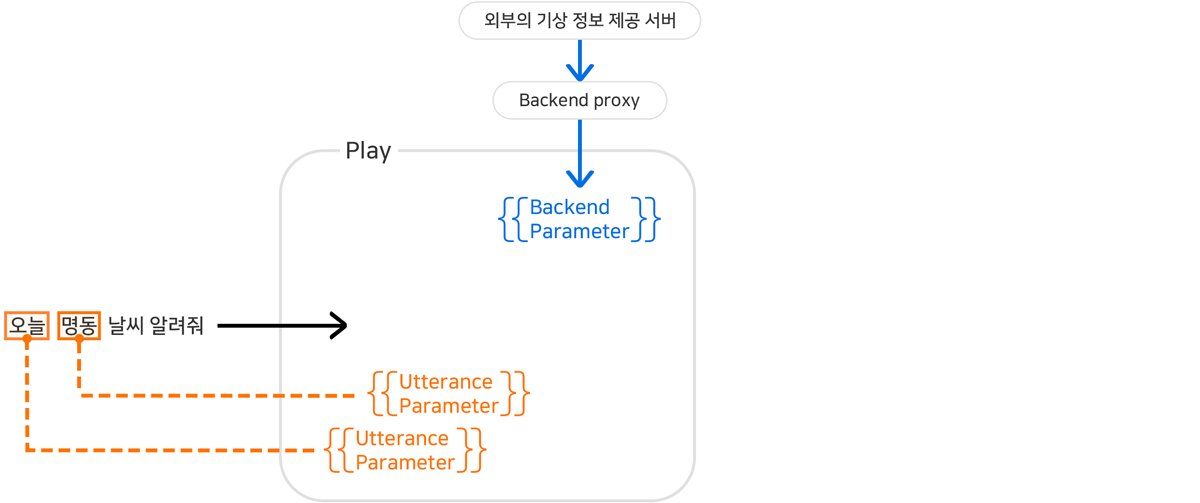 외부의 기상 정보 제공 서버
Backend proxy
Play
{{Backend
Parameter}}
오늘 명동 날씨 알려줘
{{Utterance
Parameter}}
{{Utterance
Parameter}}